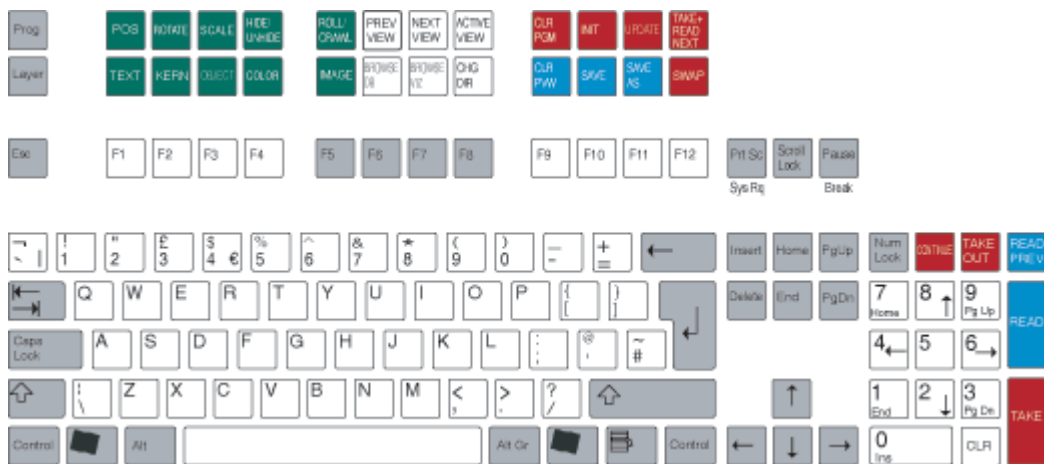 Prog POS ROTATE SCALE HIDE/ UNHIDE ROLL/ CRAWL PREV VIEW NEXT VIEW ACTIVE VIEW CLR PGM INIT UPDATE TAKE+ READ NEXT
Layer TEXT KERN OBJECT COLOR IMAGE BROWSE DB BROWSE VIZ CHG DIR CLR PVW SAVE SAVE AS SWAP
Esc F1 F2 F3 F4 F5 F6 F7 F8 F9 F10 F11 F12 Prt Sc Scroll Lock Pause
Sys Rq Break
¬ ` | ! 1 " 2 £ 3 $ 4 € % 5 ^ 6 & 7 * 8 ( 9 ) 0 _ - + = ← Insert Home PgUp Num Lock CONTINUE TAKE OUT READ PREV
Q W E R T Y U I O P { [ } ] Delete End PgDn 7 Home 8 ↑ 9 Pg Up READ
Caps Lock A S D F G H J K L : ; @ ' ~ # 4 ← 5 6 →
| \ Z X C V B N M < , > . ? / ↑ 1 End 2 ↓ 3 Pg Dn TAKE
Control Alt Alt Gr Control ← ↓ → 0 Ins CLR